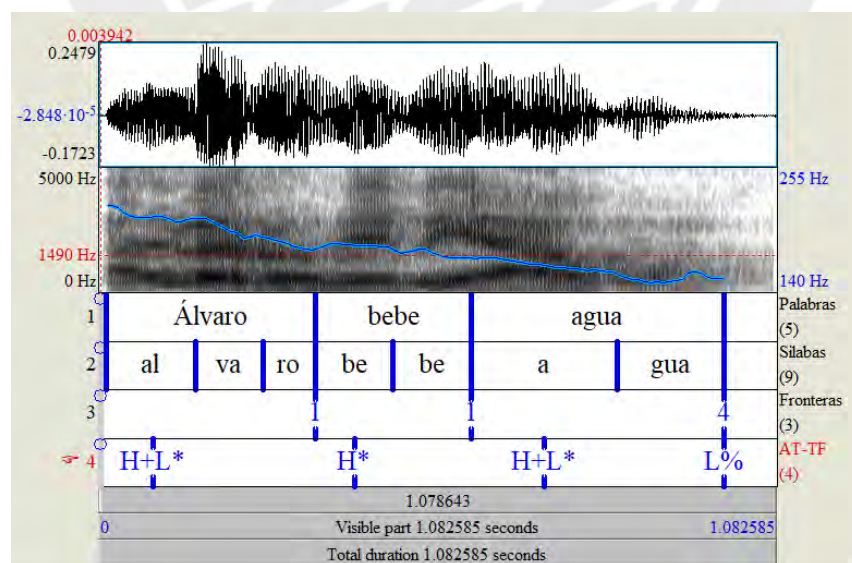 0.003942
0.2479
-2.848·10-5
-0.1723
5000 Hz 255 Hz
1490 Hz
0 Hz 140 Hz
1 Álvaro bebe agua Palabras (5)
2 al va ro be be a gua Sílabas (9)
3 1 1 4 Fronteras (3)
4 H+L* H* H+L* L% AT-TF (4)
1.078643
0 Visible part 1.082585 seconds 1.082585
Total duration 1.082585 seconds